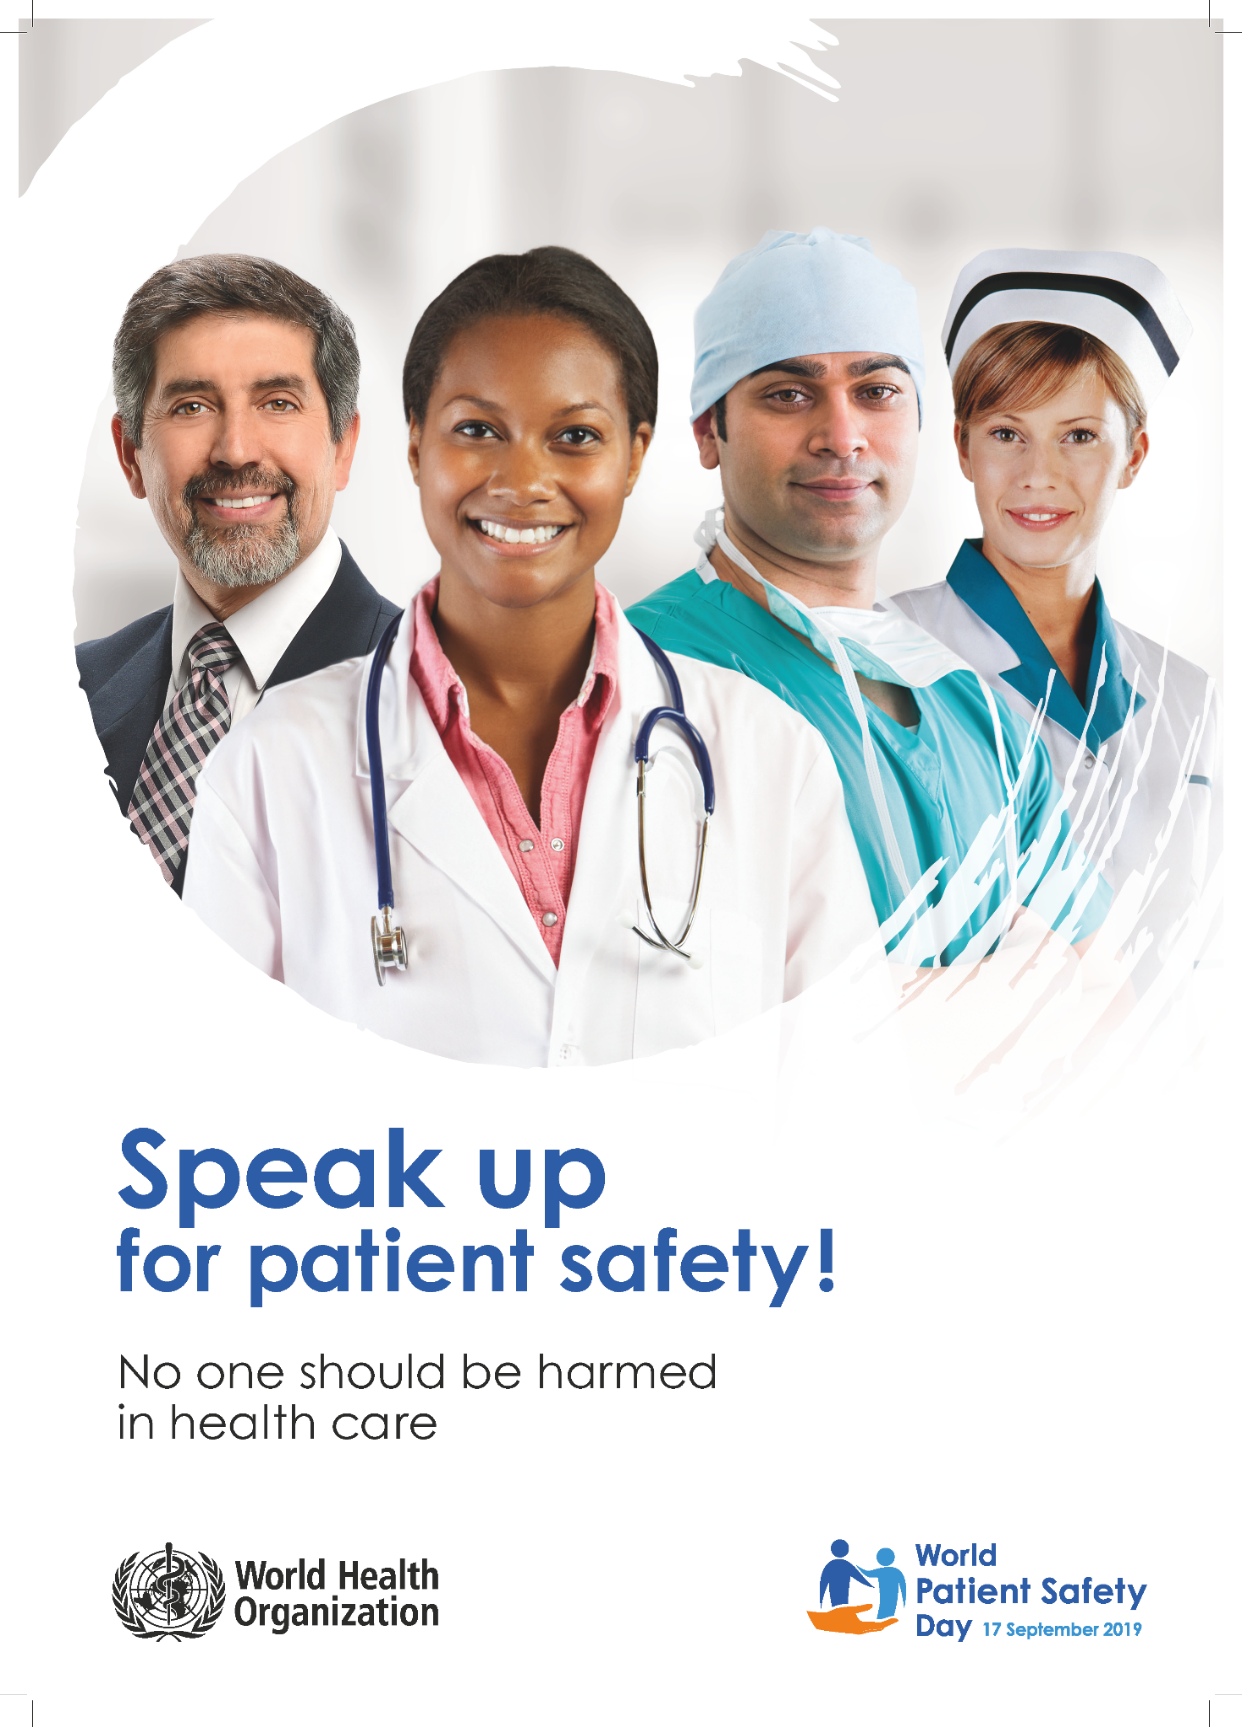 Speak up
for patient safety!
No one should be harmed
in health care
World Health
Organization
World
Patient Safety
Day 17 September 2019